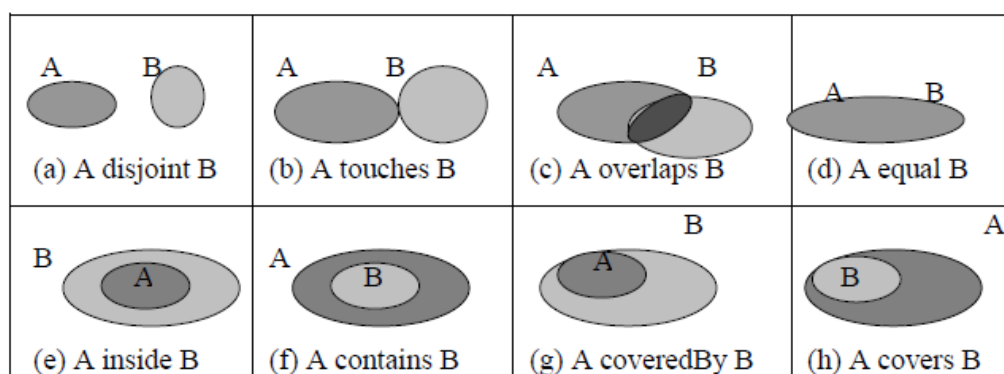 A B
(a) A disjoint B
A B
(b) A touches B
A B
(c) A overlaps B
A B
(d) A equal B
B A
(e) A inside B
A B
(f) A contains B
B
A
(g) A coveredBy B
A
B
(h) A covers B